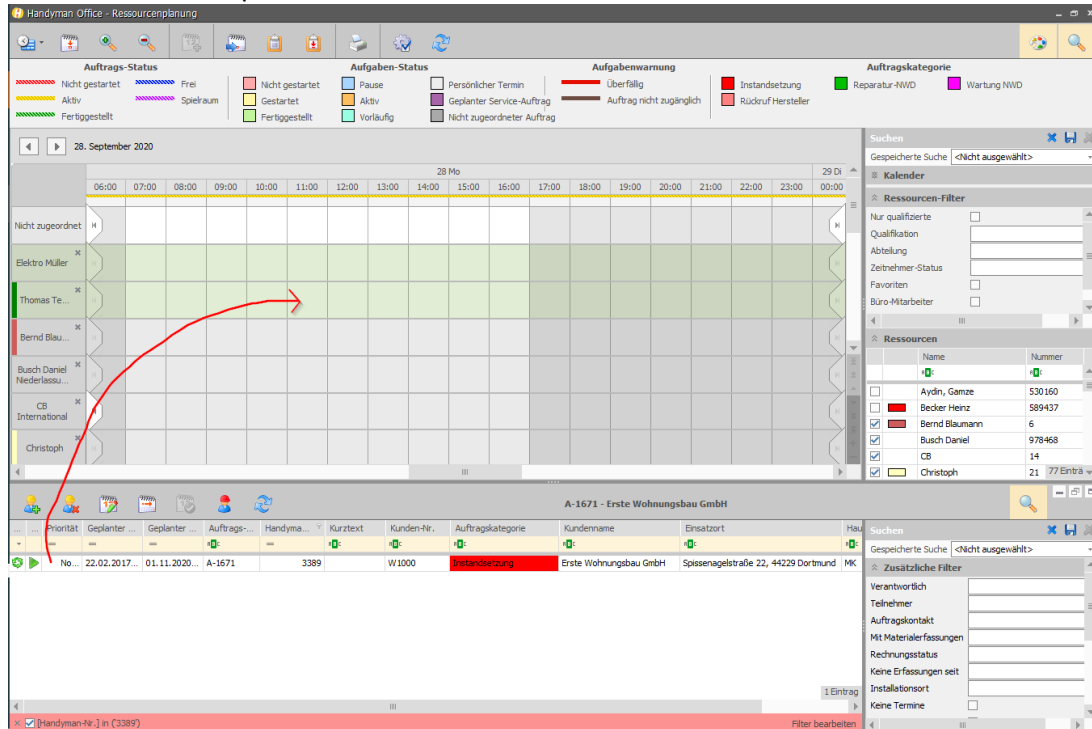 Handyman Office - Ressourcenplanung
Auftrags-Status
Aufgaben-Status
Aufgabenwarnung
Auftragskategorie
Nicht gestartet
Frei
Nicht gestartet
Pause
Persönlicher Termin
Überfällig
Instandsetzung
Reparatur-NWD
Wartung NWD
Aktiv
Spielraum
Gestartet
Aktiv
Geplanter Service-Auftrag
Auftrag nicht zugänglich
Rückruf Hersteller
Fertiggestellt
Fertiggestellt
Vorläufig
Nicht zugeordneter Auftrag
28. September 2020
28 Mo
29 Di
06:00 07:00 08:00 09:00 10:00 11:00 12:00 13:00 14:00 15:00 16:00 17:00 18:00 19:00 20:00 21:00 22:00 23:00 00:00
Nicht zugeordnet
Elektro Müller
Thomas Te...
Bernd Blau...
Busch Daniel
Niederlassu...
CB
International
Christoph
Suchen
Gespeicherte Suche <Nicht ausgewählt>
Kalender
Ressourcen-Filter
Nur qualifizierte
Qualifikation
Abteilung
Zeitnehmer-Status
Favoriten
Büro-Mitarbeiter
Ressourcen
Name Nummer
Aydin, Gamze 530160
Becker Heinz 589437
Bernd Blaumann 6
Busch Daniel 978468
CB 14
Christoph 21
77 Einträ
A-1671 - Erste Wohnungsbau GmbH
... ... Priorität Geplanter ... Geplanter ... Auftrags-... Handyma... Kurztext Kunden-Nr. Auftragskategorie Kundenname Einsatzort Hau
No... 22.02.2017... 01.11.2020... A-1671 3389 W1000 Instandsetzung Erste Wohnungsbau GmbH Spissenagelstraße 22, 44229 Dortmund MK
1 Eintrag
[Handyman-Nr.] in ('3389')
Filter bearbeiten
Suchen
Gespeicherte Suche <Nicht ausgewählt>
Zusätzliche Filter
Verantwortlich
Teilnehmer
Auftragskontakt
Mit Materialerfassungen
Rechnungsstatus
Keine Erfassungen seit
Installationsort
Keine Termine